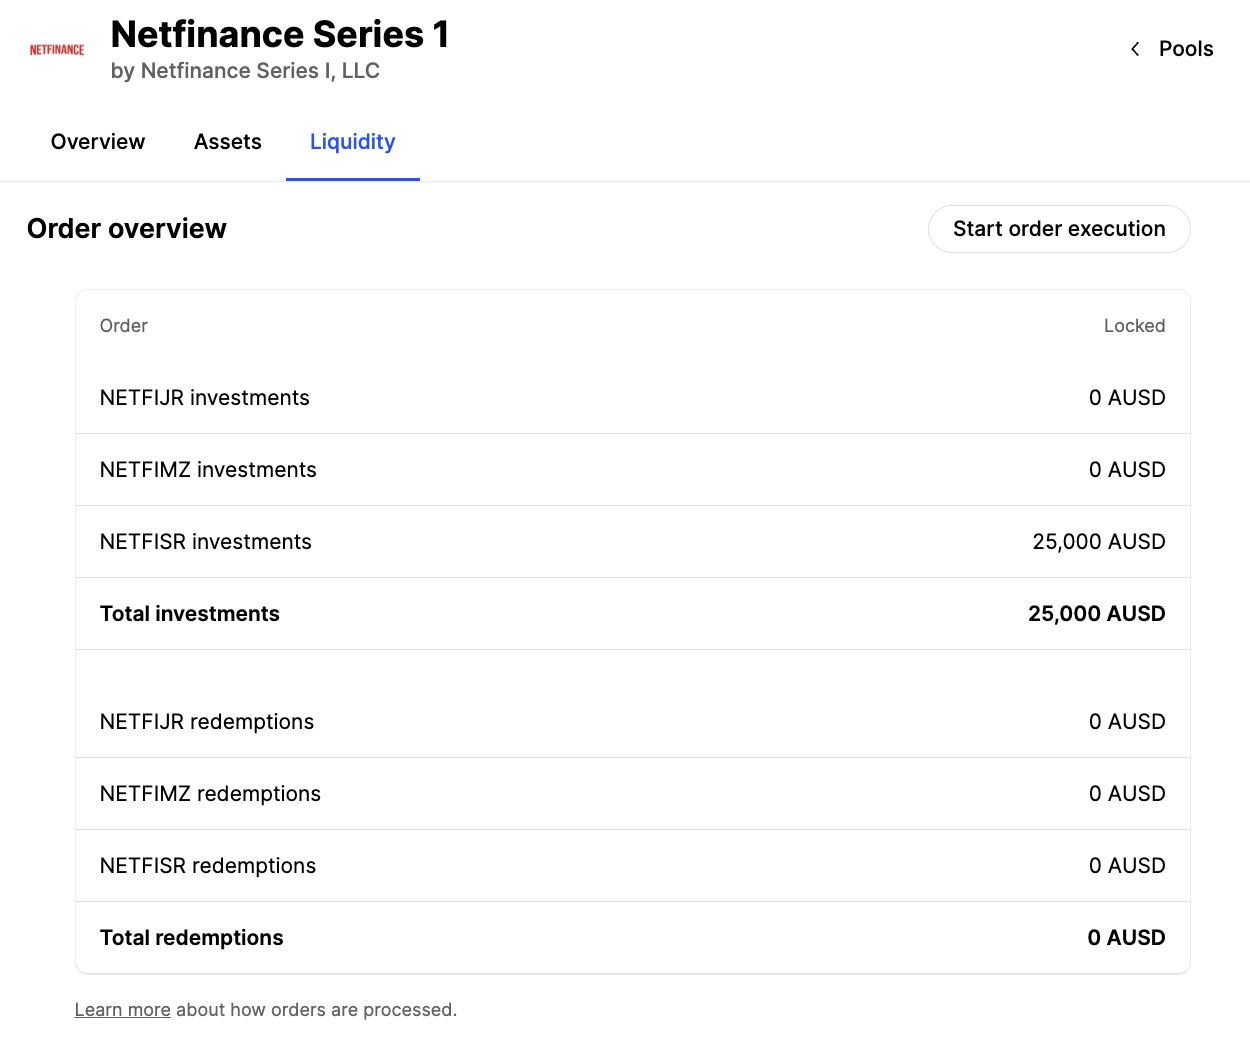 NETFINANCE
Netfinance Series 1
by Netfinance Series I, LLC
Pools
Overview Assets Liquidity
Order overview
Start order execution
Order Locked
NETFIJR investments 0 AUSD
NETFIMZ investments 0 AUSD
NETFISR investments 25,000 AUSD
Total investments 25,000 AUSD
NETFIJR redemptions 0 AUSD
NETFIMZ redemptions 0 AUSD
NETFISR redemptions 0 AUSD
Total redemptions 0 AUSD
Learn more about how orders are processed.